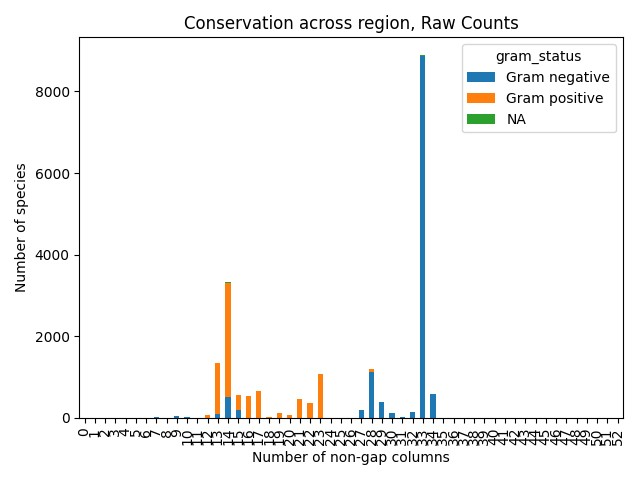 Conservation across region, Raw Counts
gram_status
Gram negative
Gram positive
NA
Number of species
8000
6000
4000
2000
0
0 1 2 3 4 5 6 7 8 9 10 11 12 13 14 15 16 17 18 19 20 21 22 23 24 25 26 27 28 29 30 31 32 33 34 35 36 37 38 39 40 41 42 43 44 45 46 47 48 49 50 51 52
Number of non-gap columns